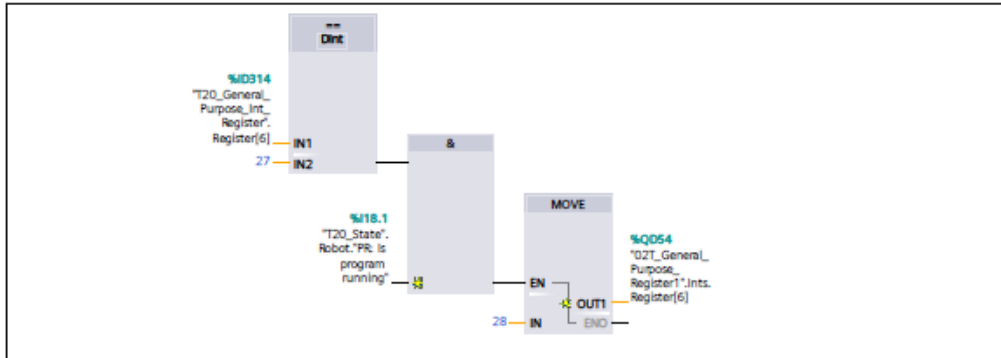 ==
DInt
%ID314
"T20_General_
Purpose_Int_
Register".
Register[6]
IN1
27
IN2
&
%I18.1
"T20_State".
Robot."PR: Is
program
running"
MOVE
%QD54
"02T_General_
Purpose_
Register1".Ints.
Register[6]
EN
OUT1
28
IN
ENO